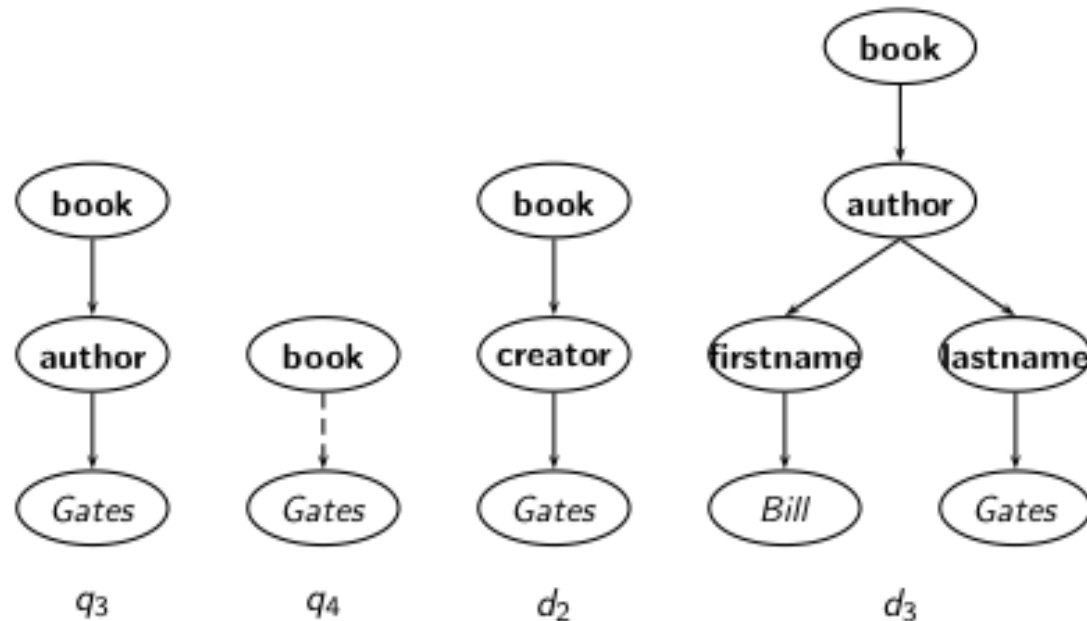 book
book book author
author book creator firstname lastname
Gates Gates Gates Bill Gates
q3 q4 d2 d3